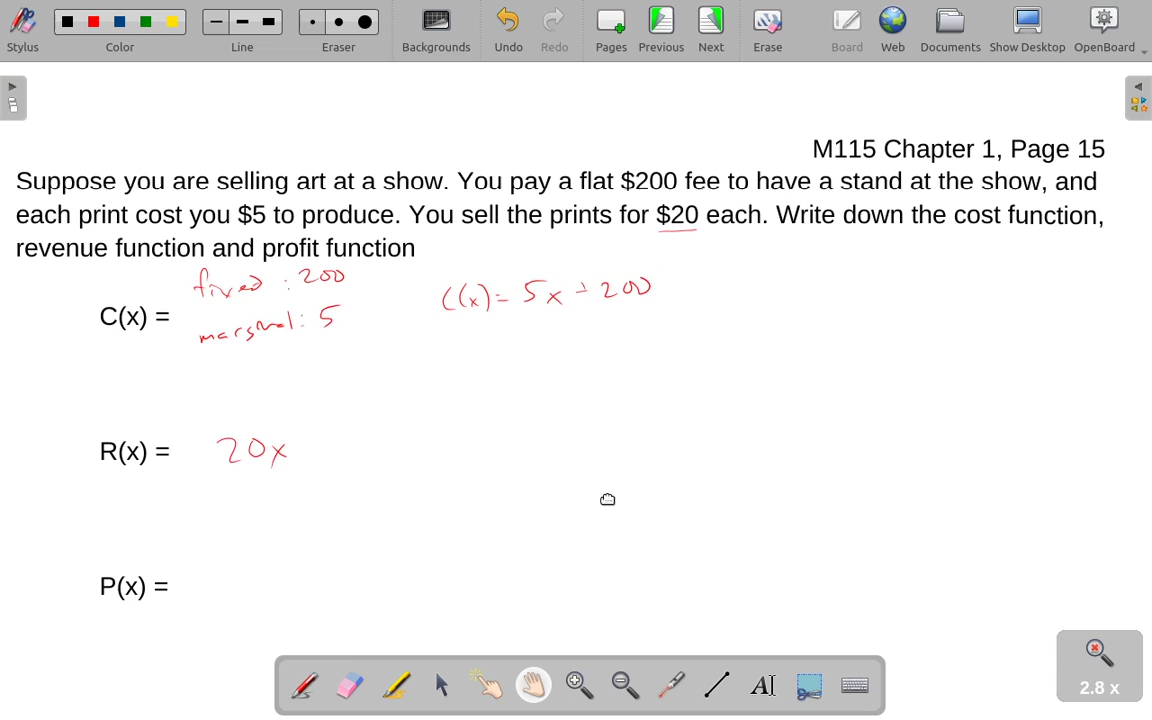 Stylus Color Line Eraser Backgrounds Undo Redo Pages Previous Next Erase Board Web Documents Show Desktop OpenBoard
M115 Chapter 1, Page 15
Suppose you are selling art at a show. You pay a flat $200 fee to have a stand at the show, and
each print cost you $5 to produce. You sell the prints for $20 each. Write down the cost function,
revenue function and profit function
fixed : 200
C(x) = 5x + 200
C(x) =
marginal: 5
R(x) = 20x
P(x) =
AI
2.8 x